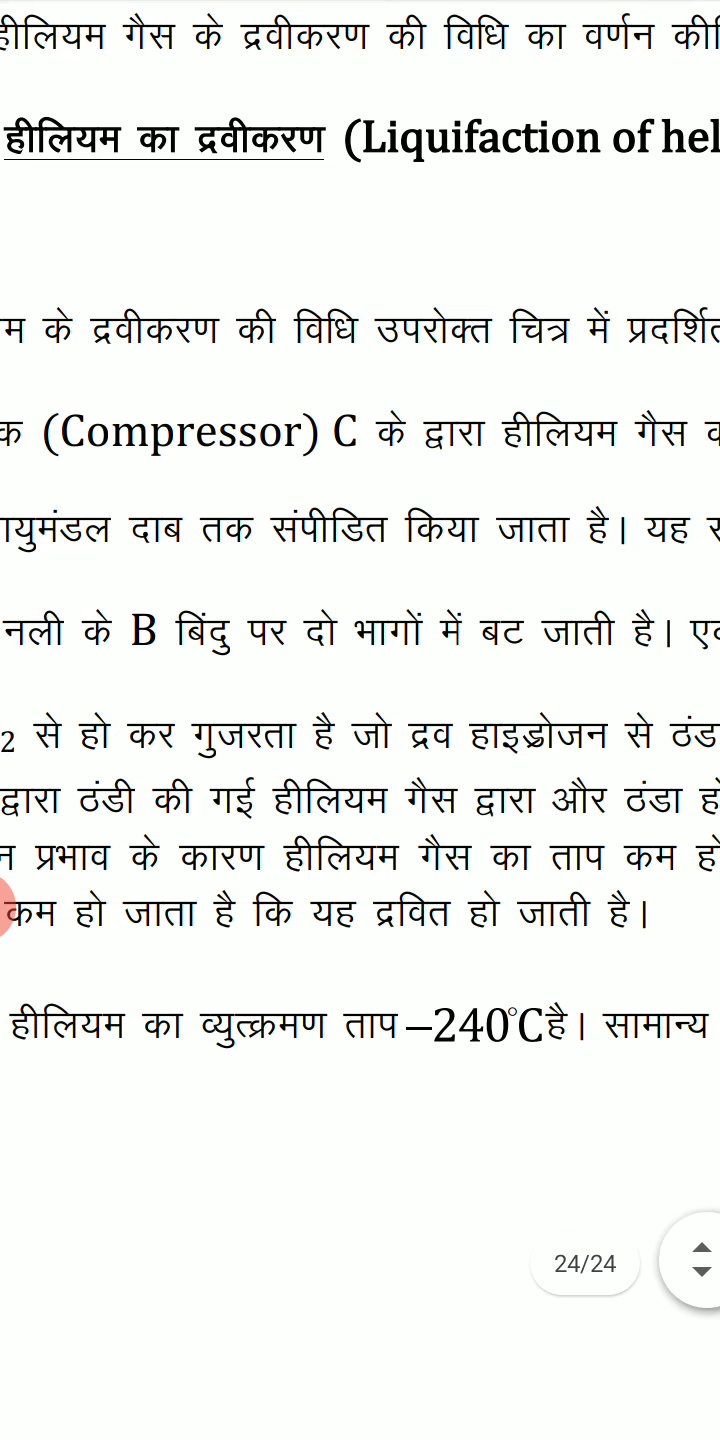 हीलियम गैस के द्रवीकरण की विधि का वर्णन
हीलियम का द्रवीकरण (Liquifaction of hel
के द्रवीकरण की विधि उपरोक्त चित्र में प्रदर्शित
(Compressor) C के द्वारा हीलियम गैस
युमंडल दाब तक संपीडित किया जाता है। यह
नली के B बिंदु पर दो भागों में बट जाती है।
2 से हो कर गुजरता है जो द्रव हाइड्रोजन से ठंड
द्वारा ठंडी की गई हीलियम गैस द्वारा और ठंडा
प्रभाव के कारण हीलियम गैस का ताप कम
कम हो जाता है कि यह द्रवित हो जाती है।
हीलियम का व्युत्क्रमण ताप –240°Cहै। सामान्य
24/24